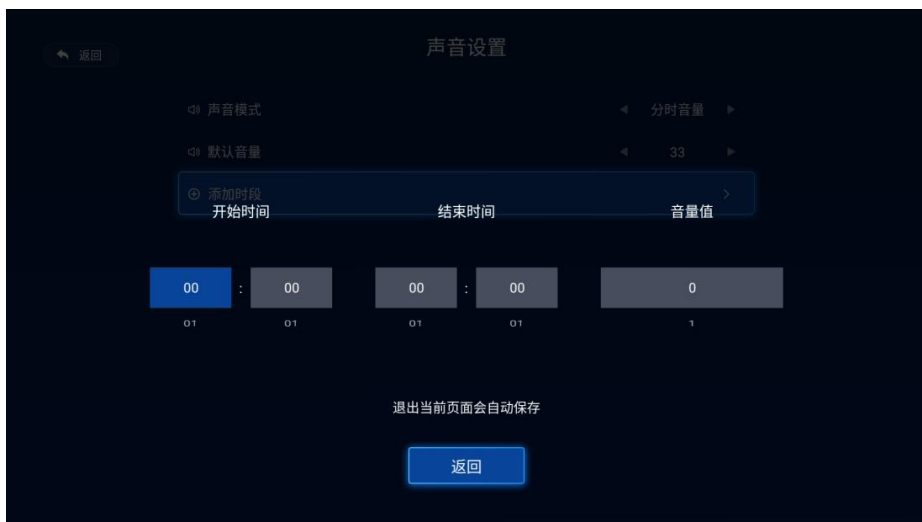 返回
声音设置
声音模式 分时音量
默认音量 33
添加时段
开始时间 结束时间 音量值
00 : 00 00 : 00 0
01 01 01 01 1
退出当前页面会自动保存
返回